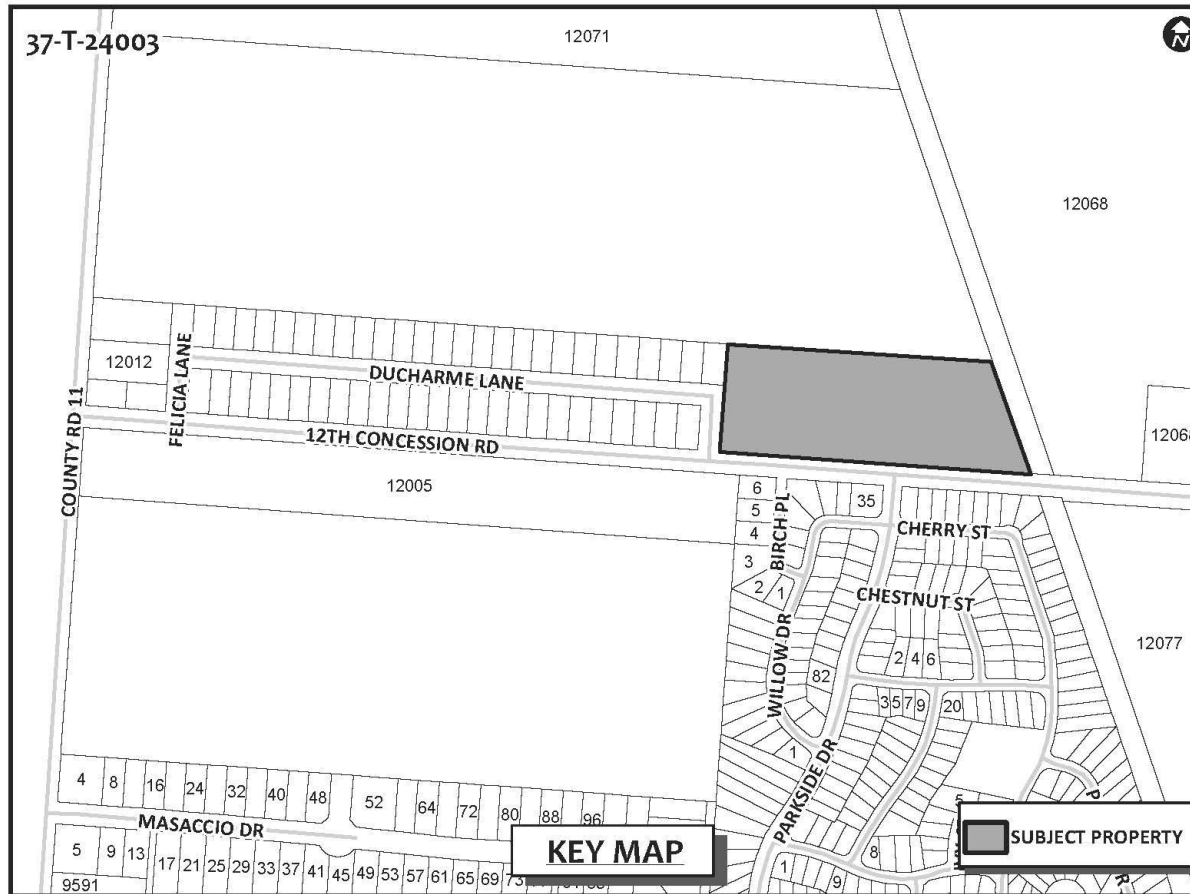 37-T-24003
12071
N
12068
12012
FELICIA LANE
DUCHARME LANE
12TH CONCESSION RD
COUNTY RD 11
12005
6
5
4
3
2
1
BIRCH PL
35
CHERRY ST
CHESTNUT ST
12077
WILLOW DR
82
2 4 6
3 5 7 9
20
1
PARKSIDE DR
4 8 16 24 32 40 48 52 64 72 80 88 96
MASACCIO DR
5 9 13 17 21 25 29 33 37 41 45 49 53 57 61 65 69
9591
8
1
9
5
KEY MAP
SUBJECT PROPERTY